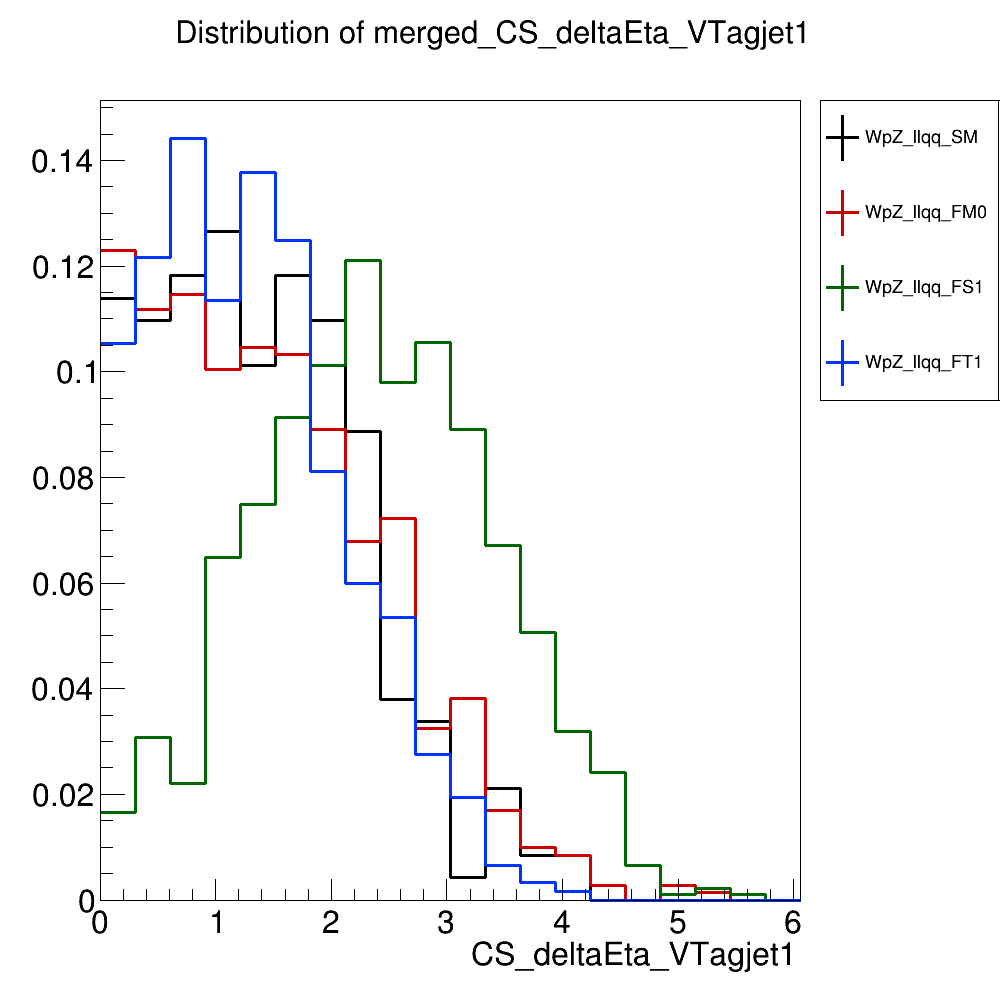 Distribution of merged_CS_deltaEta_VTagjet1
WpZ_llqq_SM
WpZ_llqq_FM0
WpZ_llqq_FS1
WpZ_llqq_FT1
0.14
0.12
0.1
0.08
0.06
0.04
0.02
0
0 1 2 3 4 5 6
CS_deltaEta_VTagjet1